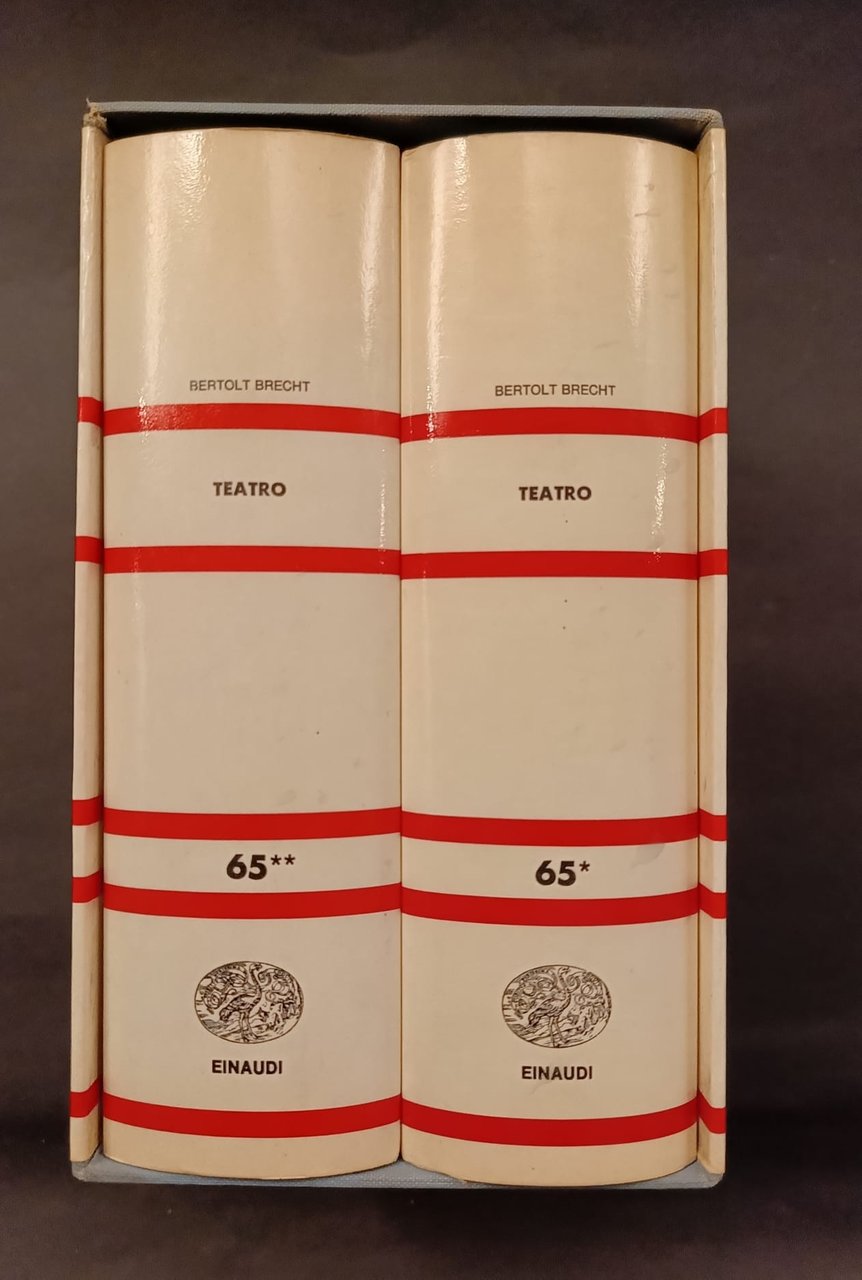 BERTOLT BRECHT
TEATRO
65**
EINAUDI
BERTOLT BRECHT
TEATRO
65*
EINAUDI